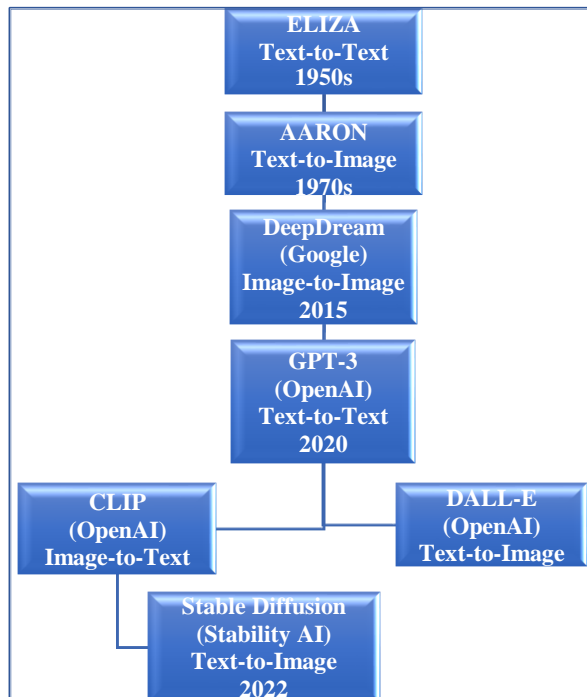 ELIZA
Text-to-Text
1950s
AARON
Text-to-Image
1970s
DeepDream
(Google)
Image-to-Image
2015
GPT-3
(OpenAI)
Text-to-Text
2020
CLIP
(OpenAI)
Image-to-Text
DALL-E
(OpenAI)
Text-to-Image
Stable Diffusion
(Stability AI)
Text-to-Image
2022